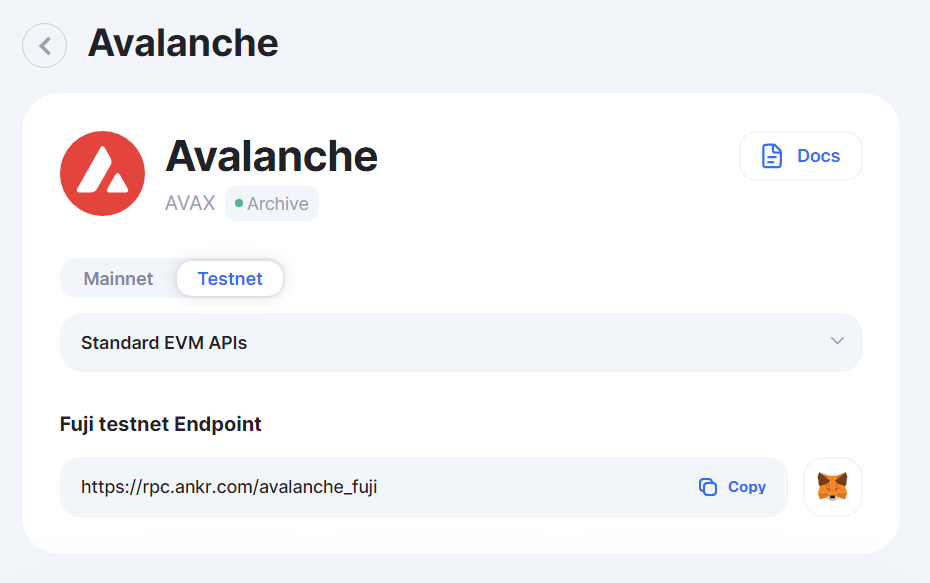 Avalanche
Avalanche
Docs
AVAX Archive
Mainnet Testnet
Standard EVM APIs
Fuji testnet Endpoint
https://rpc.ankr.com/avalanche_fuji Copy